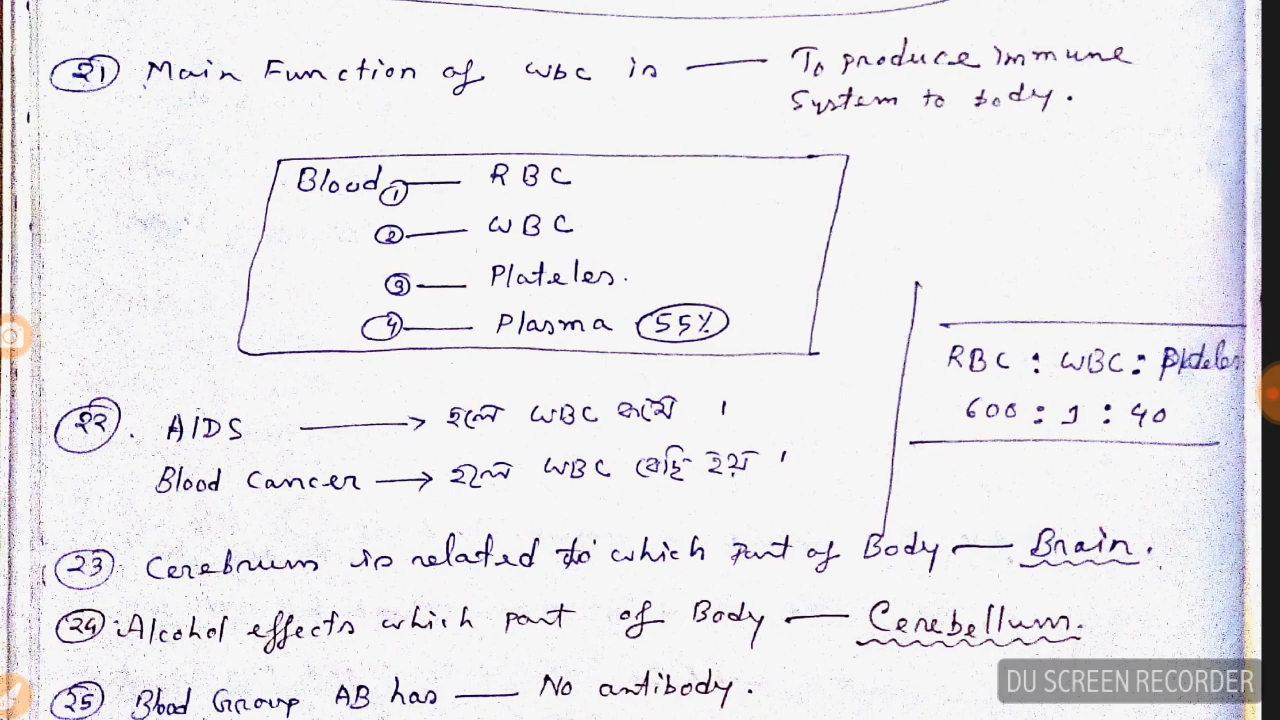 ২১ Main Function of WBC is — To produce immune
System to body.
Blood ① — RBC
② — WBC
③ — Plateles.
④ — Plasma 55%
RBC : WBC : Plateles
600 : 1 : 40
২২. AIDS → হলে WBC কমে।
Blood Cancer → হলে WBC বেছি হয়।
২3 Cerebrum is related to which part of Body — Brain.
২4 Alcohol effects which part of Body — Cerebellum.
২5 Blood Group AB has — No antibody.
DU SCREEN RECORDER